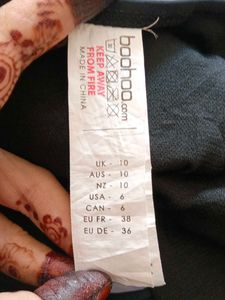 boohoo.com
KEEP AWAY
FROM FIRE
MADE IN CHINA
UK - 10
AUS - 10
NZ - 10
USA - 6
CAN - 6
EU FR - 38
EU DE - 36